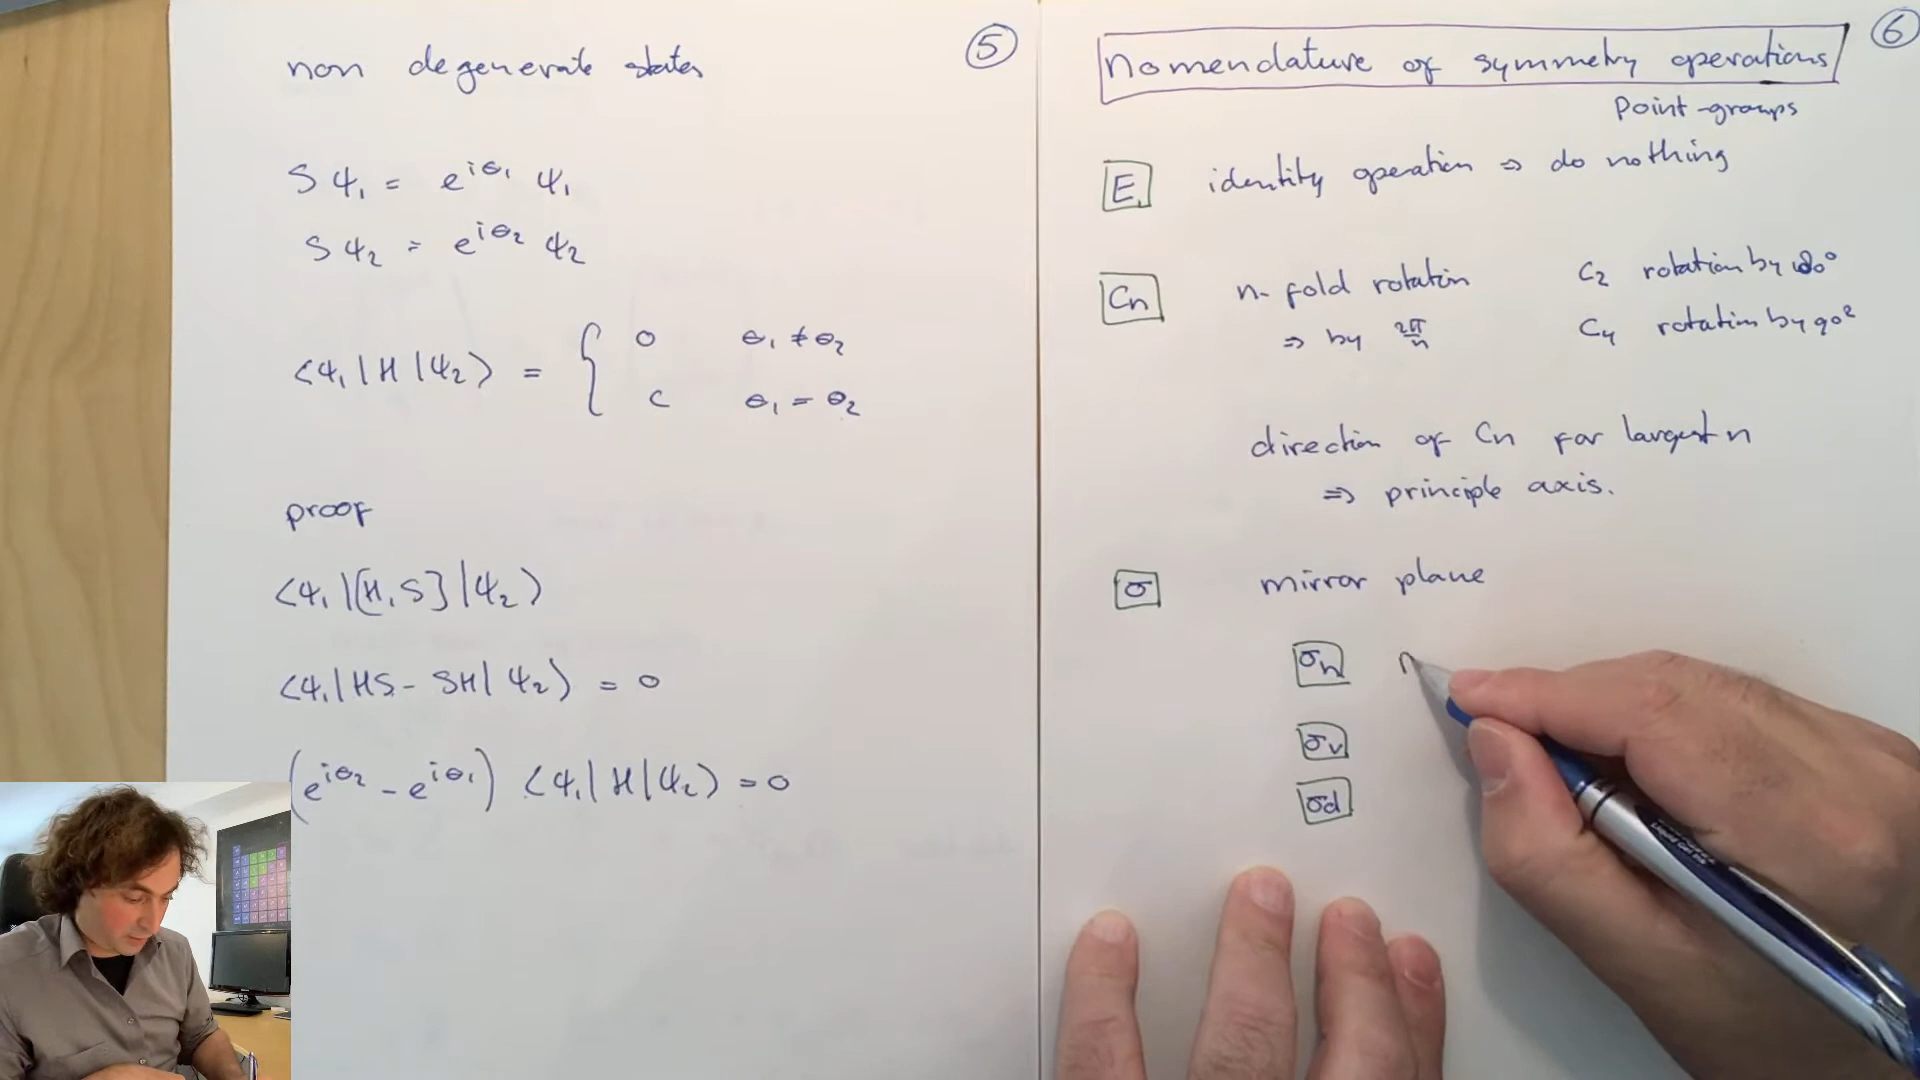 non degenerate states
⑤
S ψ₁ = e^{iθ₁} ψ₁
S ψ₂ = e^{iθ₂} ψ₂
<ψ₁|H|ψ₂> = { 0 θ₁ ≠ θ₂
c θ₁ = θ₂
proof
<ψ₁|[H,S]|ψ₂>
<ψ₁|HS - SH|ψ₂> = 0
(e^{iθ₂} - e^{iθ₁}) <ψ₁|H|ψ₂> = 0
⑥
Nomenclature of symmetry operations
Point-groups
E identity operation ⇒ do nothing
Cn n-fold rotation C₂ rotation by 180°
⇒ by 2π/n C₄ rotation by 90°
direction of Cn for largest n
⇒ principle axis.
σ mirror plane
σh
σv
σd